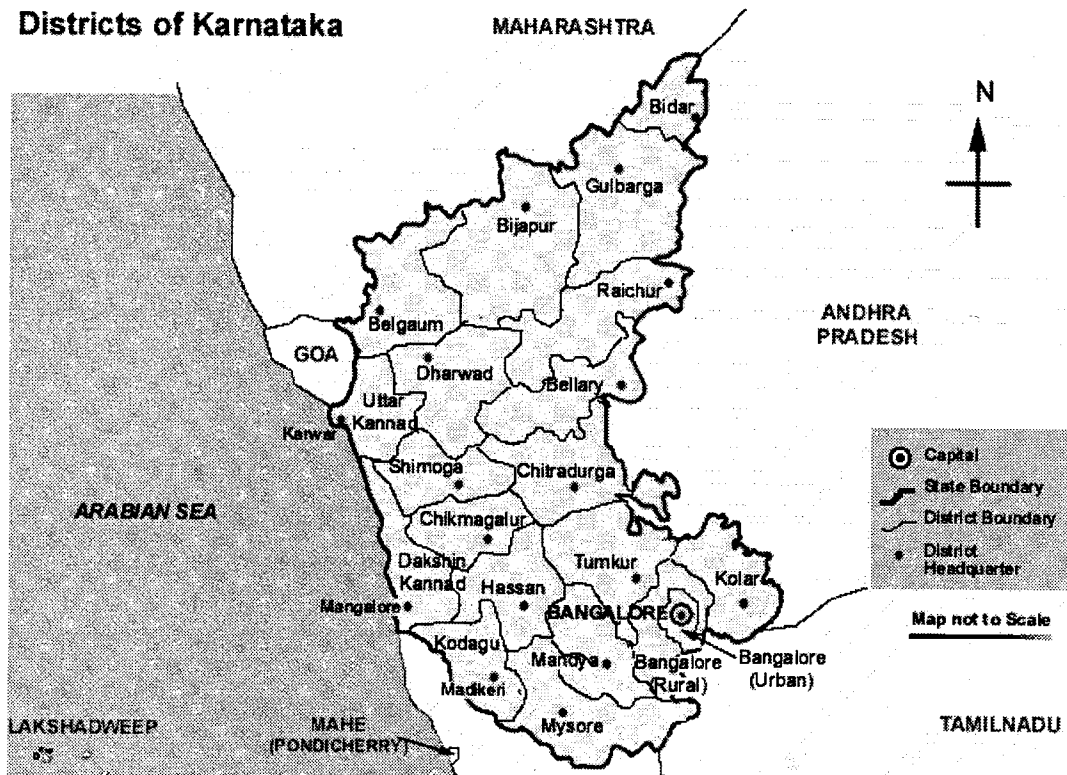 Districts of Karnataka
MAHARASHTRA
Bidar
N
Gulbarga
Bijapur
Raichur
Belgaum
ANDHRA
PRADESH
GOA
Dharwad
Bellary
Uttar
Kannad
Karwar
Shimoga
Chitradurga
Capital
State Boundary
District Boundary
District
Headquarter
ARABIAN SEA
Chikmagalur
Dakshin
Kannad
Tumkur
Kolar
Hassan
Mangalore
BANGALORE
Map not to Scale
Kodagu
Mandya
Bangalore
(Rural)
Bangalore
(Urban)
Madikeri
Mysore
LAKSHADWEEP
MAHE
(PONDICHERRY)
TAMILNADU